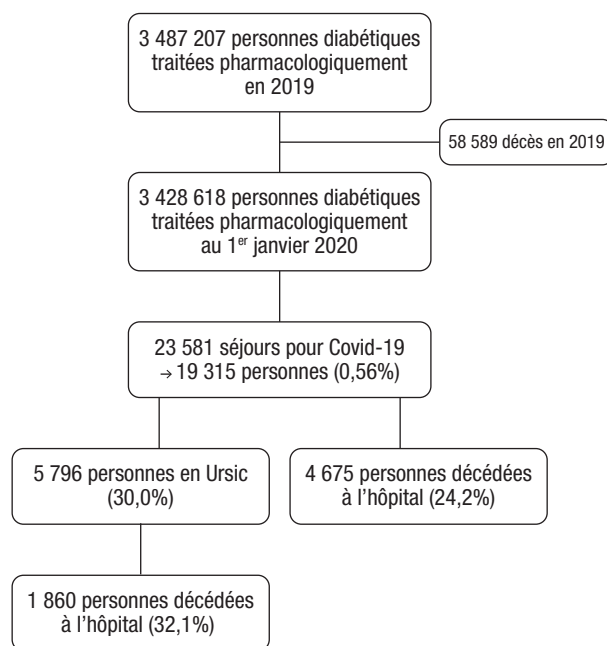 3 487 207 personnes diabétiques
traitées pharmacologiquement
en 2019
58 589 décès en 2019
3 428 618 personnes diabétiques
traitées pharmacologiquement
au 1er janvier 2020
23 581 séjours pour Covid-19
→ 19 315 personnes (0,56%)
5 796 personnes en Ursic
(30,0%)
4 675 personnes décédées
à l’hôpital (24,2%)
1 860 personnes décédées
à l’hôpital (32,1%)